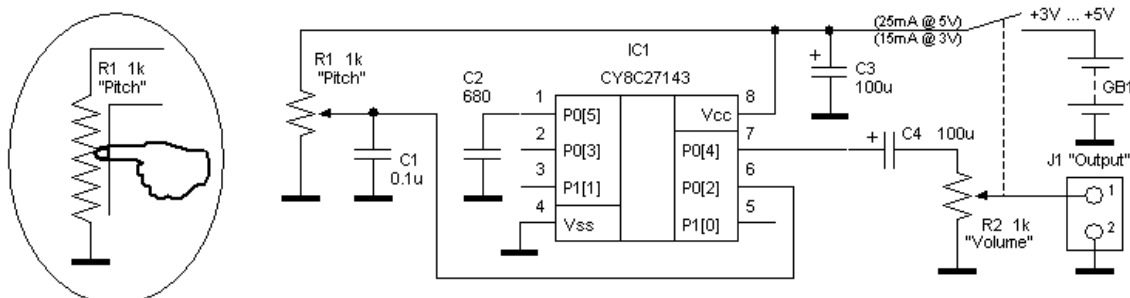 R1 1k
"Pitch"
R1 1k
"Pitch"
C1
0.1u
C2
680
IC1
CY8C27143
1
P0[5]
2
P0[3]
3
P1[1]
4
Vss
8
Vcc
7
P0[4]
6
P0[2]
5
P1[0]
+
C3
100u
(25mA @ 5V)
(15mA @ 3V)
+3V ... +5V
GB1
+
C4 100u
R2 1k
"Volume"
J1 "Output"
1
2